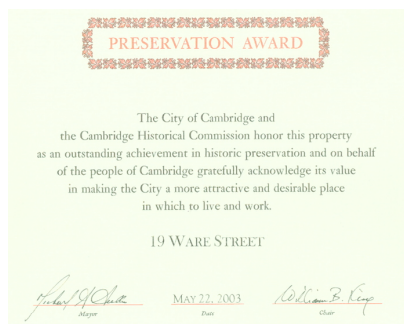 PRESERVATION AWARD
The City of Cambridge and
the Cambridge Historical Commission honor this property
as an outstanding achievement in historic preservation and on behalf
of the people of Cambridge gratefully acknowledge its value
in making the City a more attractive and desirable place
in which to live and work.
19 WARE STREET
MAY 22, 2003
William B. King
Mayor Date Chair